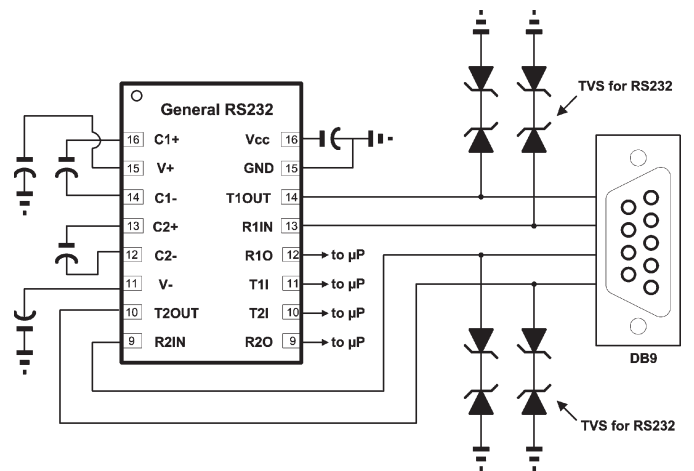 TVS for RS232
General RS232
16 C1+ Vcc 16
15 V+ GND 15
14 C1- T1OUT 14
13 C2+ R1IN 13
12 C2- R1O 12 to µP
11 V- T1I 11 to µP
10 T2OUT T2I 10 to µP
9 R2IN R2O 9 to µP
DB9
TVS for RS232